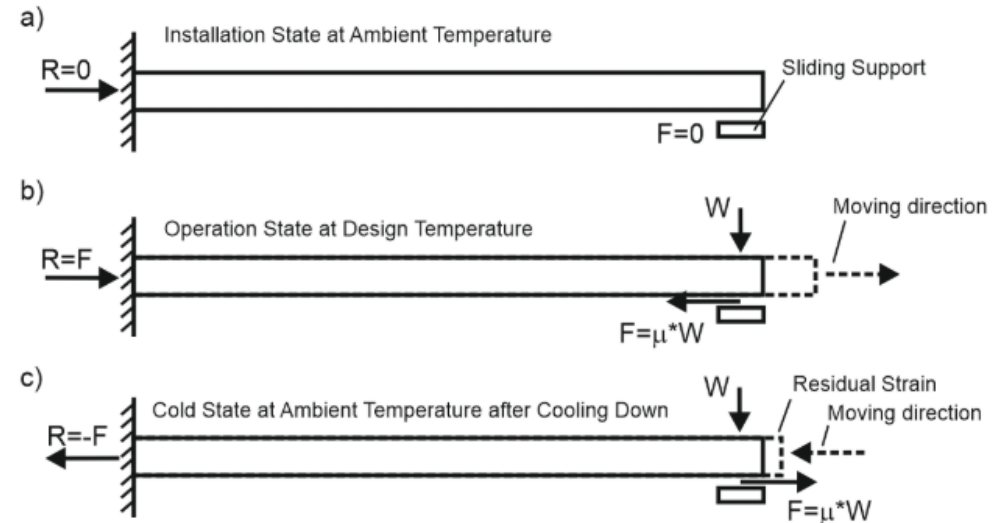 a)
Installation State at Ambient Temperature
R=0
Sliding Support
F=0
b)
W
Moving direction
Operation State at Design Temperature
R=F
F=μ*W
c)
W
Residual Strain
Cold State at Ambient Temperature after Cooling Down
Moving direction
R=-F
F=μ*W